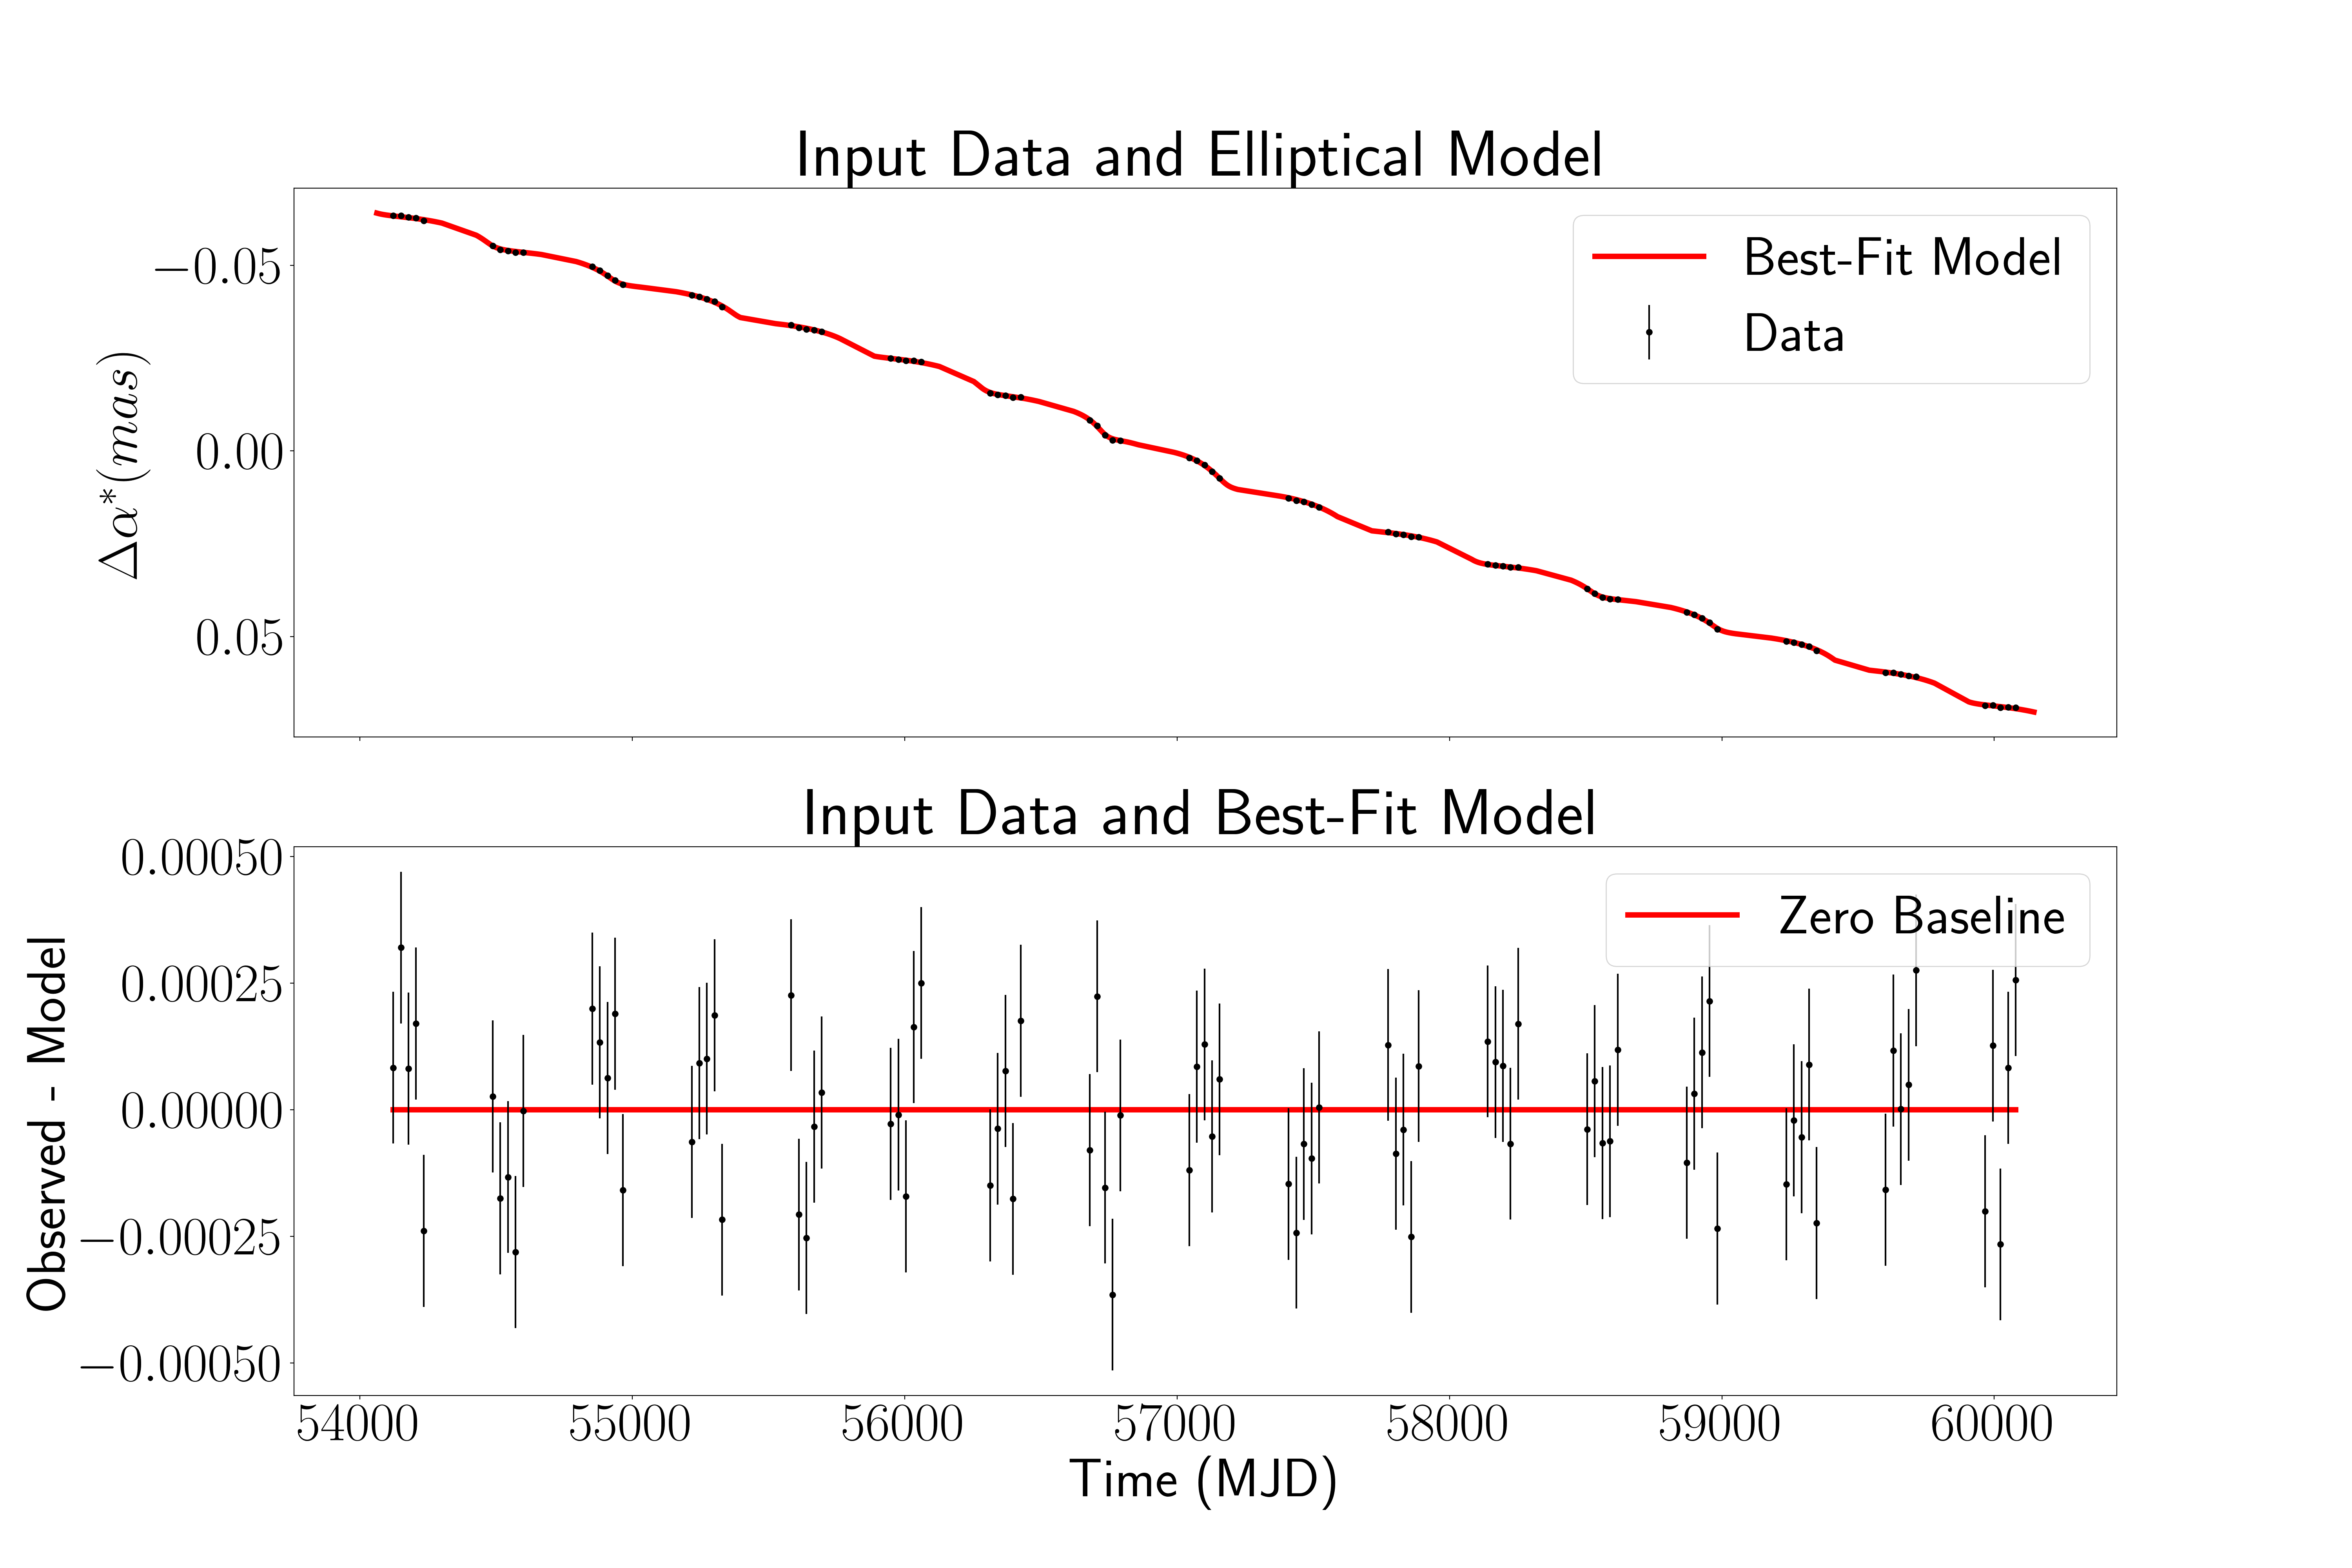 Input Data and Elliptical Model
Best-Fit Model
Data
Δα*(mas)
−0.05
0.00
0.05
Input Data and Best-Fit Model
Zero Baseline
Observed - Model
0.00050
0.00025
0.00000
−0.00025
−0.00050
54000 55000 56000 57000 58000 59000 60000
Time (MJD)